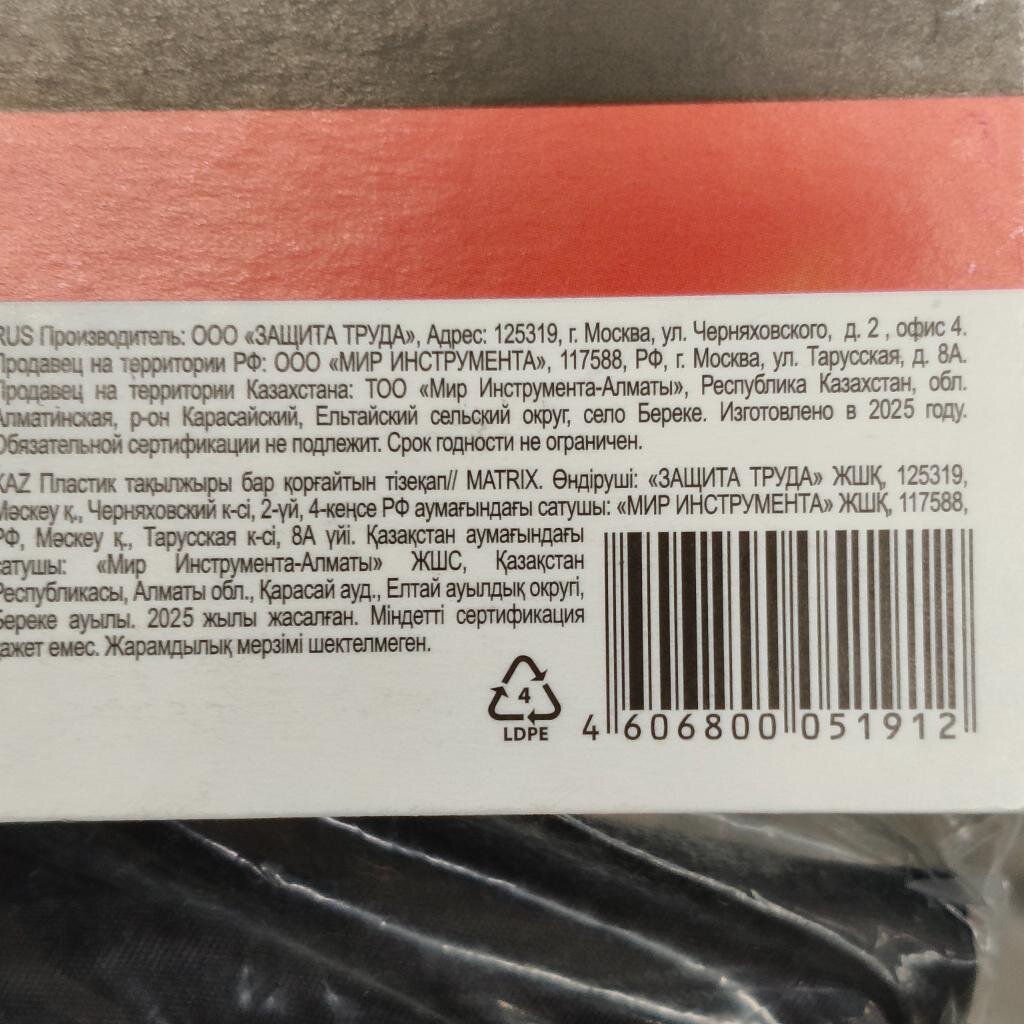 RUS Производитель: ООО «ЗАЩИТА ТРУДА», Адрес: 125319, г. Москва, ул. Черняховского, д. 2 , офис 4.
Продавец на территории РФ: ООО «МИР ИНСТРУМЕНТА», 117588, РФ, г. Москва, ул. Тарусская, д. 8А.
Продавец на территории Казахстана: ТОО «Мир Инструмента-Алматы», Республика Казахстан, обл.
Алматинская, р-он Карасайский, Ельтайский сельский округ, село Береке. Изготовлено в 2025 году.
Обязательной сертификации не подлежит. Срок годности не ограничен.
KAZ Пластик тақылжыры бар қорғайтын тізеқап// MATRIX. Өндіруші: «ЗАЩИТА ТРУДА» ЖШҚ, 125319,
Мәскеу қ., Черняховский к-сі, 2-үй, 4-кеңсе РФ аумағындағы сатушы: «МИР ИНСТРУМЕНТА» ЖШҚ, 117588,
РФ, Мәскеу қ., Тарусская к-сі, 8А үйі. Қазақстан аумағындағы
сатушы: «Мир Инструмента-Алматы» ЖШС, Қазақстан
Республикасы, Алматы обл., Қарасай ауд., Елтай ауылдық округі,
Береке ауылы. 2025 жылы жасалған. Міндетті сертификация
қажет емес. Жарамдылық мерзімі шектелмеген.
4
LDPE
4 606800 051912